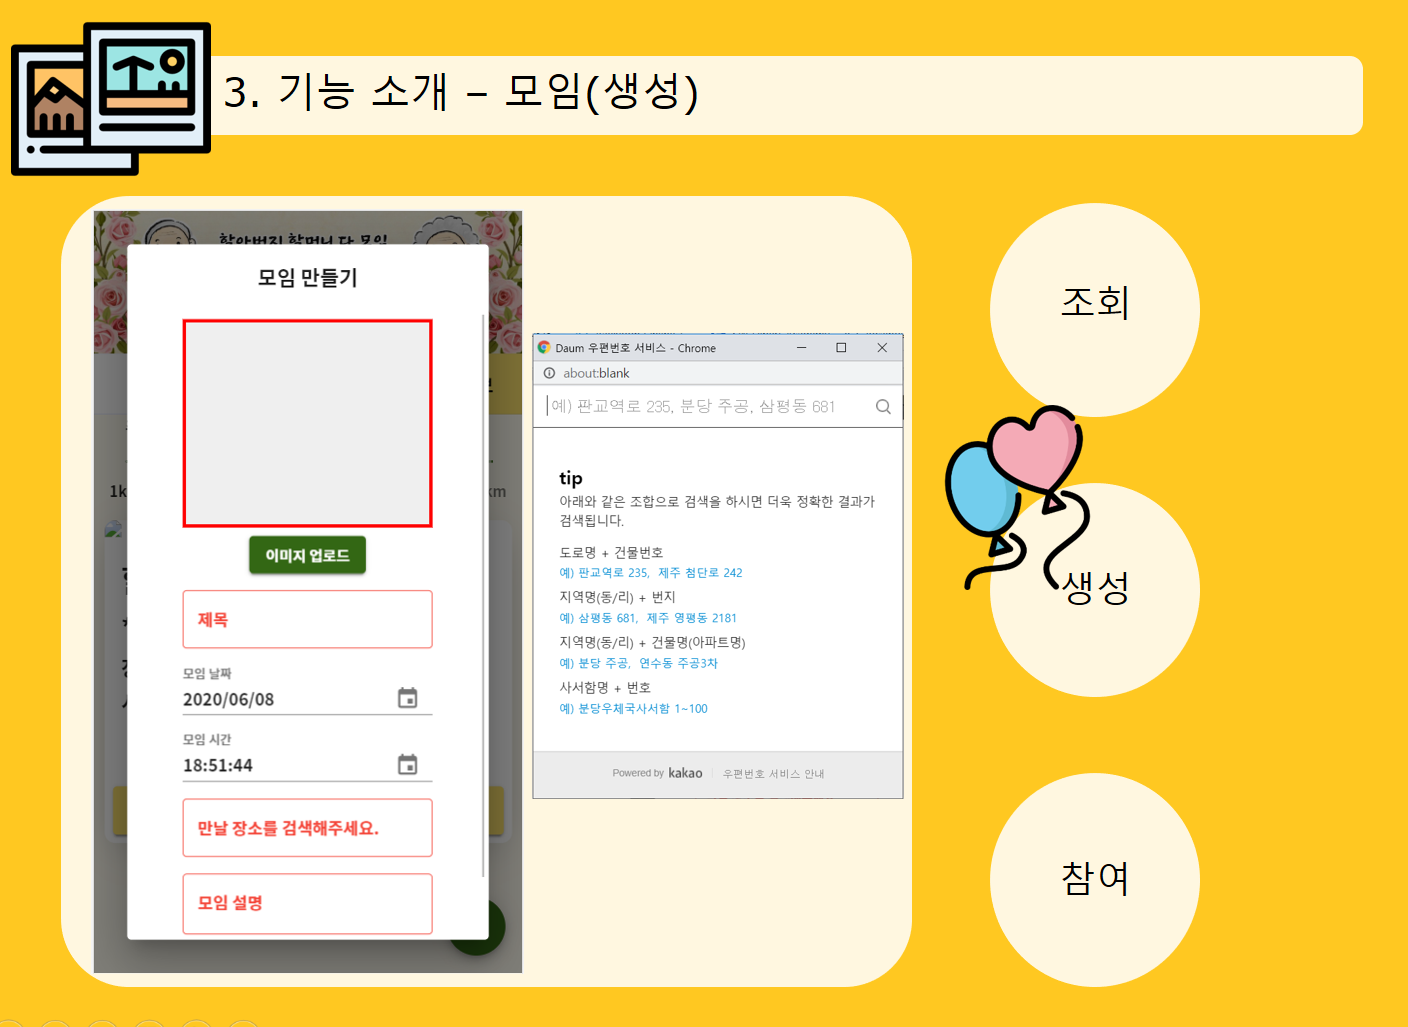 3. 기능 소개 – 모임(생성)
모임 만들기
이미지 업로드
제목
모임 날짜
2020/06/08
모임 시간
18:51:44
만날 장소를 검색해주세요.
모임 설명
1k
km
Daum 우편번호 서비스 - Chrome
about:blank
예) 판교역로 235, 분당 주공, 삼평동 681
tip
아래와 같은 조합으로 검색을 하시면 더욱 정확한 결과가
검색됩니다.
도로명 + 건물번호
예) 판교역로 235, 제주 첨단로 242
지역명(동/리) + 번지
예) 삼평동 681, 제주 영평동 2181
지역명(동/리) + 건물명(아파트명)
예) 분당 주공, 연수동 주공3차
사서함명 + 번호
예) 분당우체국사서함 1~100
Powered by kakao
우편번호 서비스 안내
조회
생성
참여